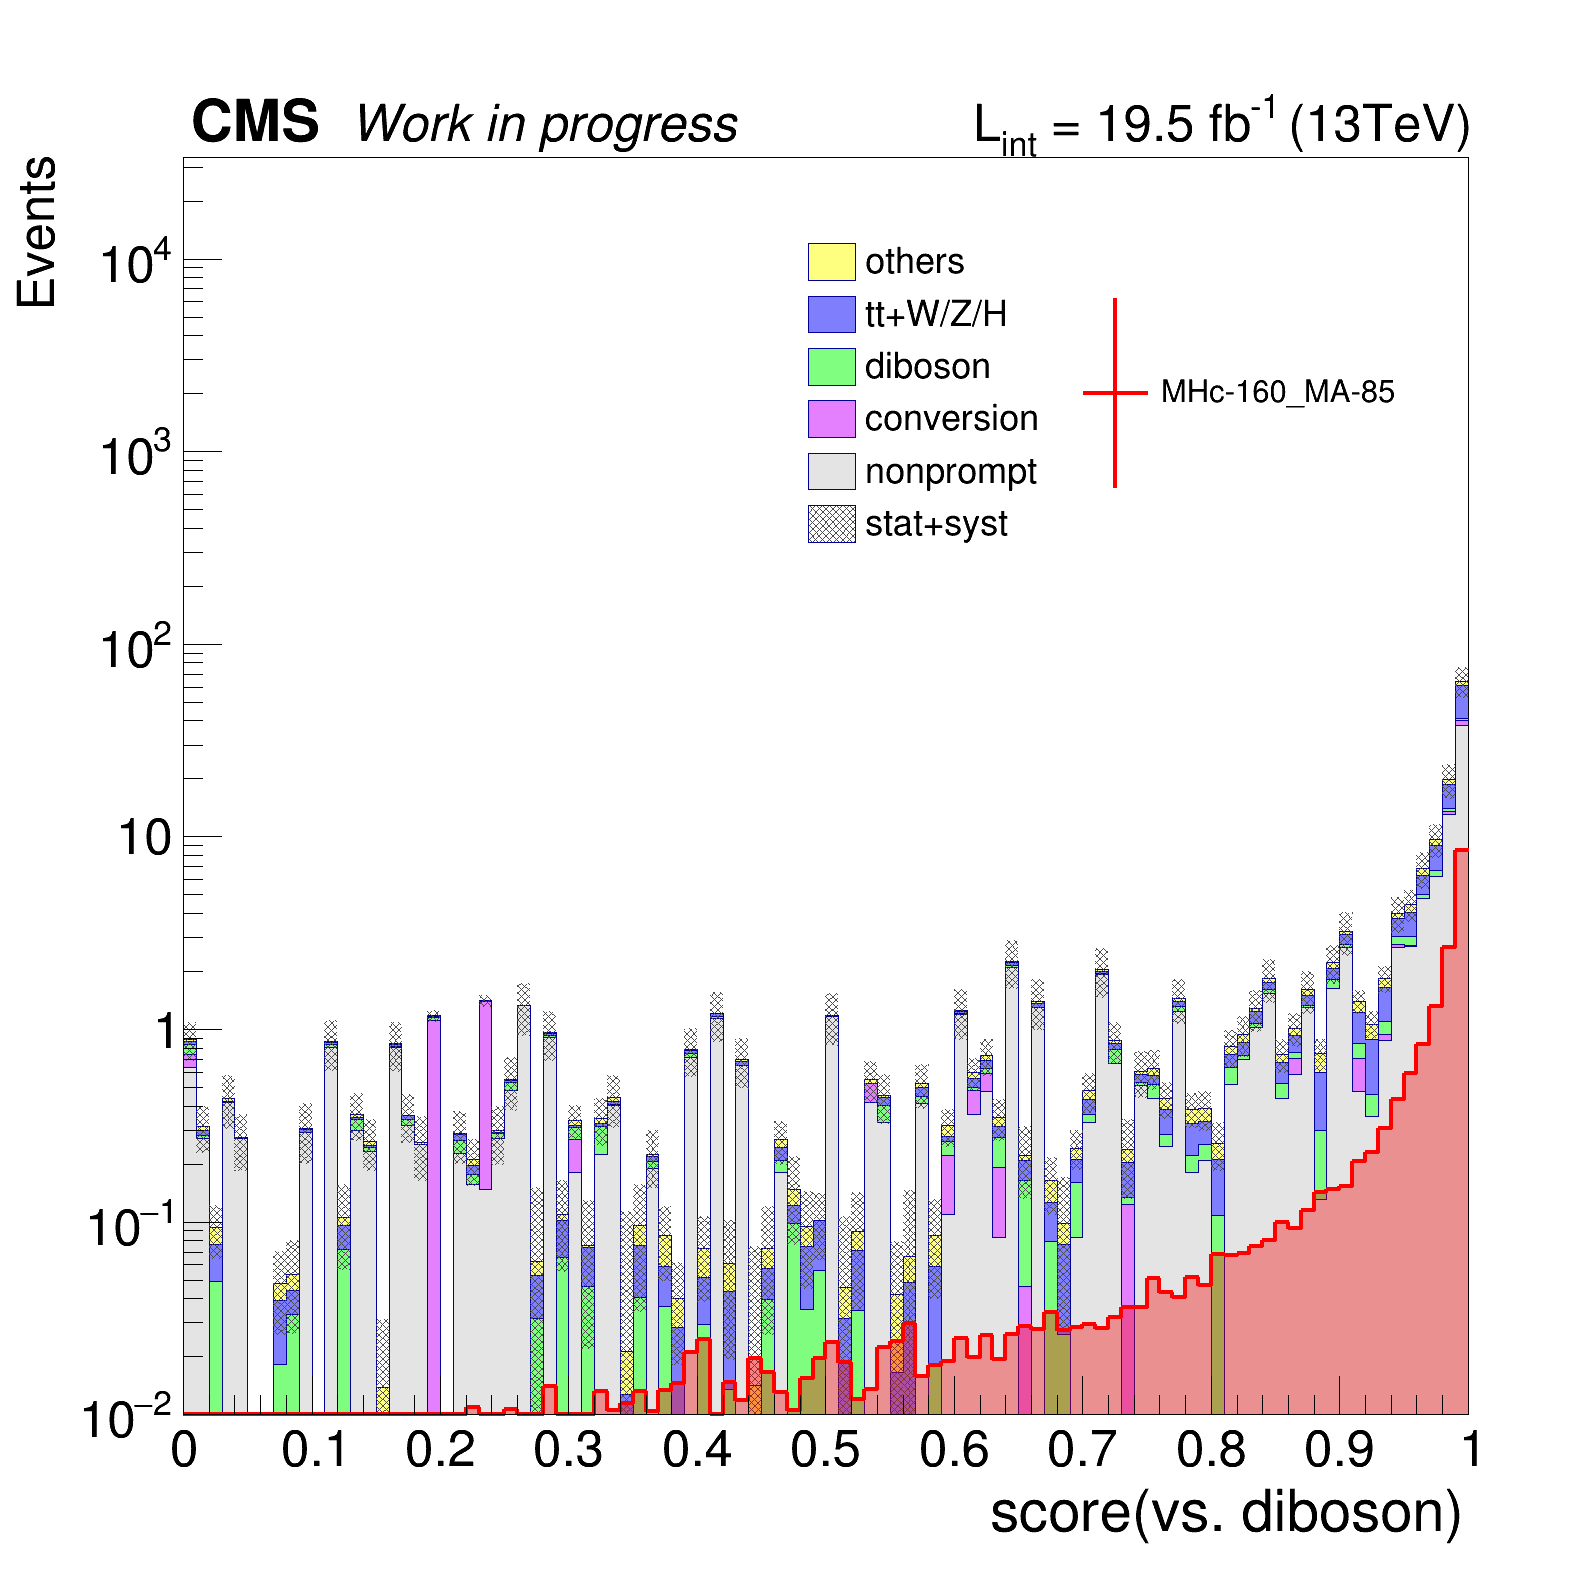 CMS Work in progress L_int = 19.5 fb^-1 (13TeV)
Events
10^4
10^3
10^2
10
1
10^−1
10^−2
others
tt+W/Z/H
diboson
conversion
nonprompt
stat+syst
MHc-160_MA-85
0 0.1 0.2 0.3 0.4 0.5 0.6 0.7 0.8 0.9 1
score(vs. diboson)